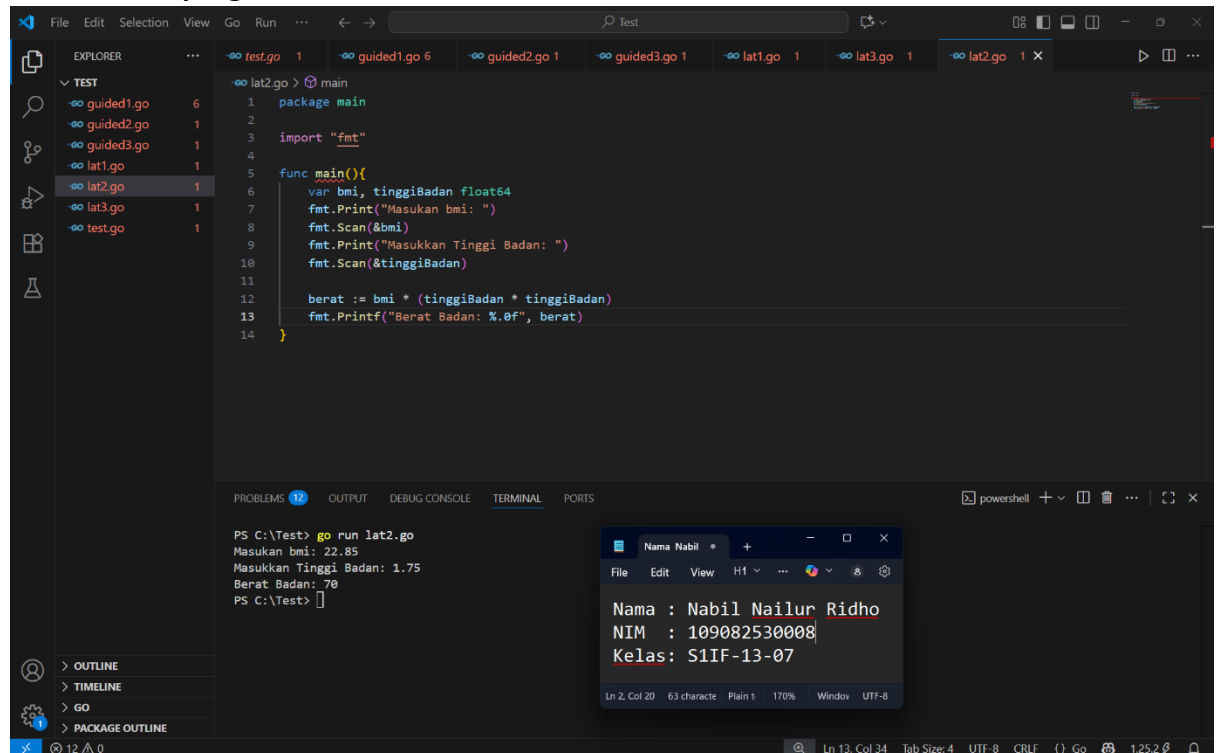 File Edit Selection View Go Run ... Test
EXPLORER ...
TEST
guided1.go 6
guided2.go 1
guided3.go 1
lat1.go 1
lat2.go 1
lat3.go 1
test.go 1
OUTLINE
TIMELINE
GO
PACKAGE OUTLINE
test.go 1 guided1.go 6 guided2.go 1 guided3.go 1 lat1.go 1 lat3.go 1 lat2.go 1
lat2.go > main
1 package main
2
3 import "fmt"
4
5 func main(){
6 var bmi, tinggiBadan float64
7 fmt.Print("Masukan bmi: ")
8 fmt.Scan(&bmi)
9 fmt.Print("Masukkan Tinggi Badan: ")
10 fmt.Scan(&tinggiBadan)
11
12 berat := bmi * (tinggiBadan * tinggiBadan)
13 fmt.Printf("Berat Badan: %.0f", berat)
14 }
PROBLEMS 12 OUTPUT DEBUG CONSOLE TERMINAL PORTS powershell
PS C:\Test> go run lat2.go
Masukan bmi: 22.85
Masukkan Tinggi Badan: 1.75
Berat Badan: 70
PS C:\Test>
Nama Nabil
File Edit View H1 ...
Nama : Nabil Nailur Ridho
NIM : 109082530008
Kelas: S1IF-13-07
Ln 2, Col 20 63 characte Plain t 170% Window UTF-8
12 0 Ln 13, Col 34 Tab Size: 4 UTF-8 CRLF {} Go 1.25.2